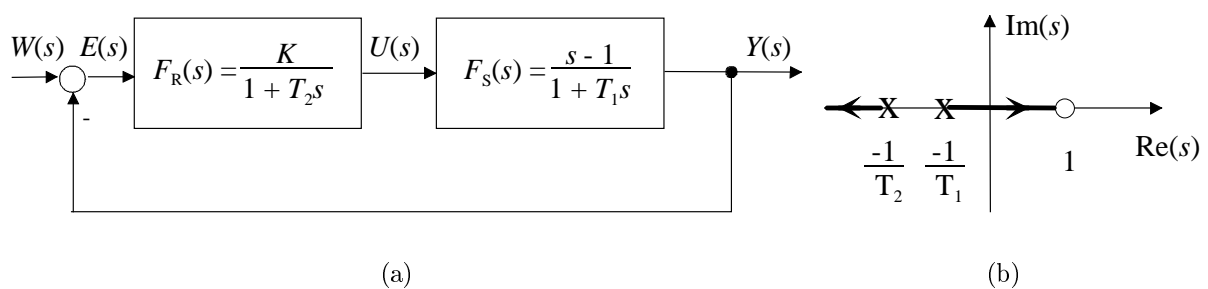 W(s) E(s) F_R(s) = K / (1 + T_2 s) U(s) F_S(s) = (s - 1) / (1 + T_1 s) Y(s)
-
Im(s)
X X
Re(s)
-1/T_2 -1/T_1 1
(a) (b)